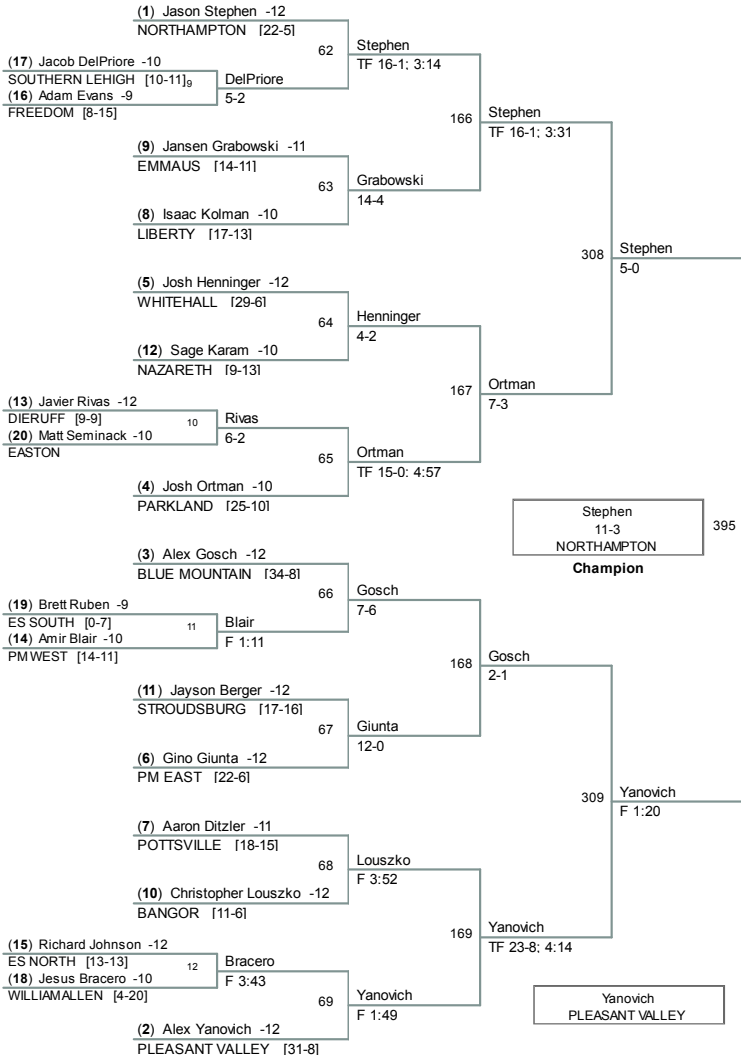 (1) Jason Stephen -12
NORTHAMPTON [22-5]
62
Stephen
TF 16-1; 3:14
(17) Jacob DelPriore -10
SOUTHERN LEHIGH [10-11]
9
DelPriore
5-2
(16) Adam Evans -9
FREEDOM [8-15]
166
Stephen
TF 16-1; 3:31
(9) Jansen Grabowski -11
EMMAUS [14-11]
63
Grabowski
14-4
(8) Isaac Kolman -10
LIBERTY [17-13]
308
Stephen
5-0
(5) Josh Henninger -12
WHITEHALL [29-6]
64
Henninger
4-2
(12) Sage Karam -10
NAZARETH [9-13]
167
Ortman
7-3
(13) Javier Rivas -12
DIERUFF [9-9]
10
Rivas
6-2
(20) Matt Seminack -10
EASTON
65
Ortman
TF 15-0; 4:57
(4) Josh Ortman -10
PARKLAND [25-10]
Stephen
11-3
NORTHAMPTON
395
Champion
(3) Alex Gosch -12
BLUE MOUNTAIN [34-8]
66
Gosch
7-6
(19) Brett Ruben -9
ES SOUTH [0-7]
11
Blair
F 1:11
(14) Amir Blair -10
PM WEST [14-11]
168
Gosch
2-1
(11) Jayson Berger -12
STROUDSBURG [17-16]
67
Giunta
12-0
(6) Gino Giunta -12
PM EAST [22-6]
309
Yanovich
F 1:20
(7) Aaron Ditzler -11
POTTSVILLE [18-15]
68
Louszko
F 3:52
(10) Christopher Louszko -12
BANGOR [11-6]
169
Yanovich
TF 23-8; 4:14
(15) Richard Johnson -12
ES NORTH [13-13]
12
Bracero
F 3:43
(18) Jesus Bracero -10
WILLIAMALLEN [4-20]
69
Yanovich
F 1:49
(2) Alex Yanovich -12
PLEASANT VALLEY [31-8]
Yanovich
PLEASANT VALLEY